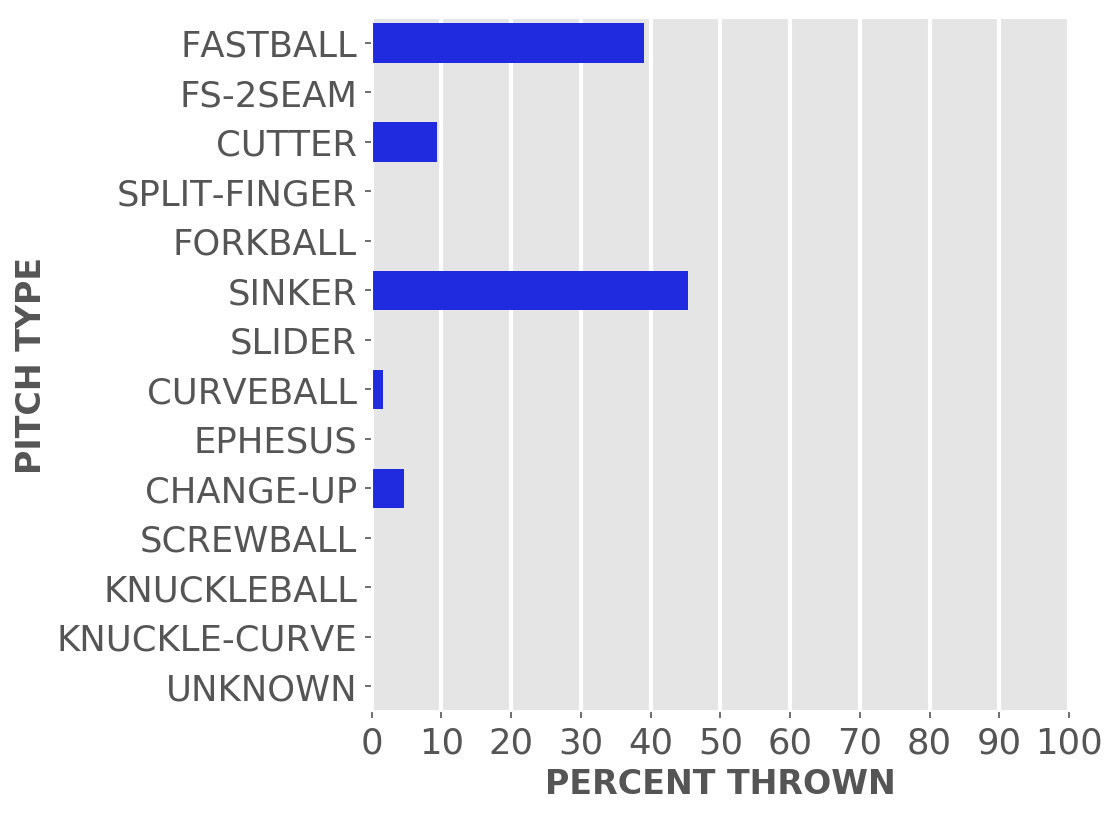 FASTBALL
FS-2SEAM
CUTTER
SPLIT-FINGER
FORKBALL
SINKER
SLIDER
CURVEBALL
EPHESUS
CHANGE-UP
SCREWBALL
KNUCKLEBALL
KNUCKLE-CURVE
UNKNOWN
PITCH TYPE
0 10 20 30 40 50 60 70 80 90 100
PERCENT THROWN